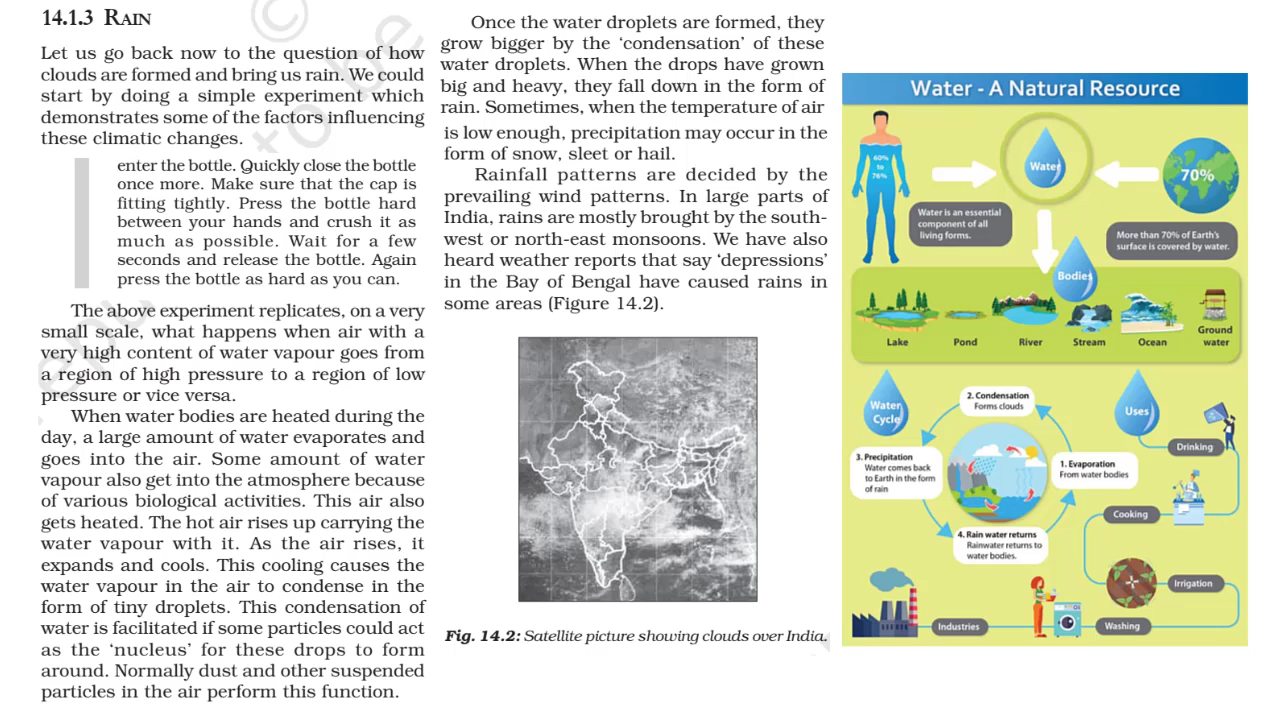 14.1.3 RAIN
Let us go back now to the question of how
clouds are formed and bring us rain. We could
start by doing a simple experiment which
demonstrates some of the factors influencing
these climatic changes.
enter the bottle. Quickly close the bottle
once more. Make sure that the cap is
fitting tightly. Press the bottle hard
between your hands and crush it as
much as possible. Wait for a few
seconds and release the bottle. Again
press the bottle as hard as you can.
The above experiment replicates, on a very
small scale, what happens when air with a
very high content of water vapour goes from
a region of high pressure to a region of low
pressure or vice versa.
When water bodies are heated during the
day, a large amount of water evaporates and
goes into the air. Some amount of water
vapour also get into the atmosphere because
of various biological activities. This air also
gets heated. The hot air rises up carrying the
water vapour with it. As the air rises, it
expands and cools. This cooling causes the
water vapour in the air to condense in the
form of tiny droplets. This condensation of
water is facilitated if some particles could act
as the ‘nucleus’ for these drops to form
around. Normally dust and other suspended
particles in the air perform this function.
Once the water droplets are formed, they
grow bigger by the ‘condensation’ of these
water droplets. When the drops have grown
big and heavy, they fall down in the form of
rain. Sometimes, when the temperature of air
is low enough, precipitation may occur in the
form of snow, sleet or hail.
Rainfall patterns are decided by the
prevailing wind patterns. In large parts of
India, rains are mostly brought by the south-
west or north-east monsoons. We have also
heard weather reports that say ‘depressions’
in the Bay of Bengal have caused rains in
some areas (Figure 14.2).
Fig. 14.2: Satellite picture showing clouds over India.
Water - A Natural Resource
60%
to
76%
Water
70%
Water is an essential
component of all
living forms.
More than 70% of Earth's
surface is covered by water.
Bodies
Lake
Pond
River
Stream
Ocean
Ground
water
Water
Cycle
2. Condensation
Forms clouds
3. Precipitation
Water comes back
to Earth in the form
of rain
1. Evaporation
From water bodies
4. Rain water returns
Rainwater returns to
water bodies.
Uses
Drinking
Cooking
Irrigation
Washing
Industries
© 
to be